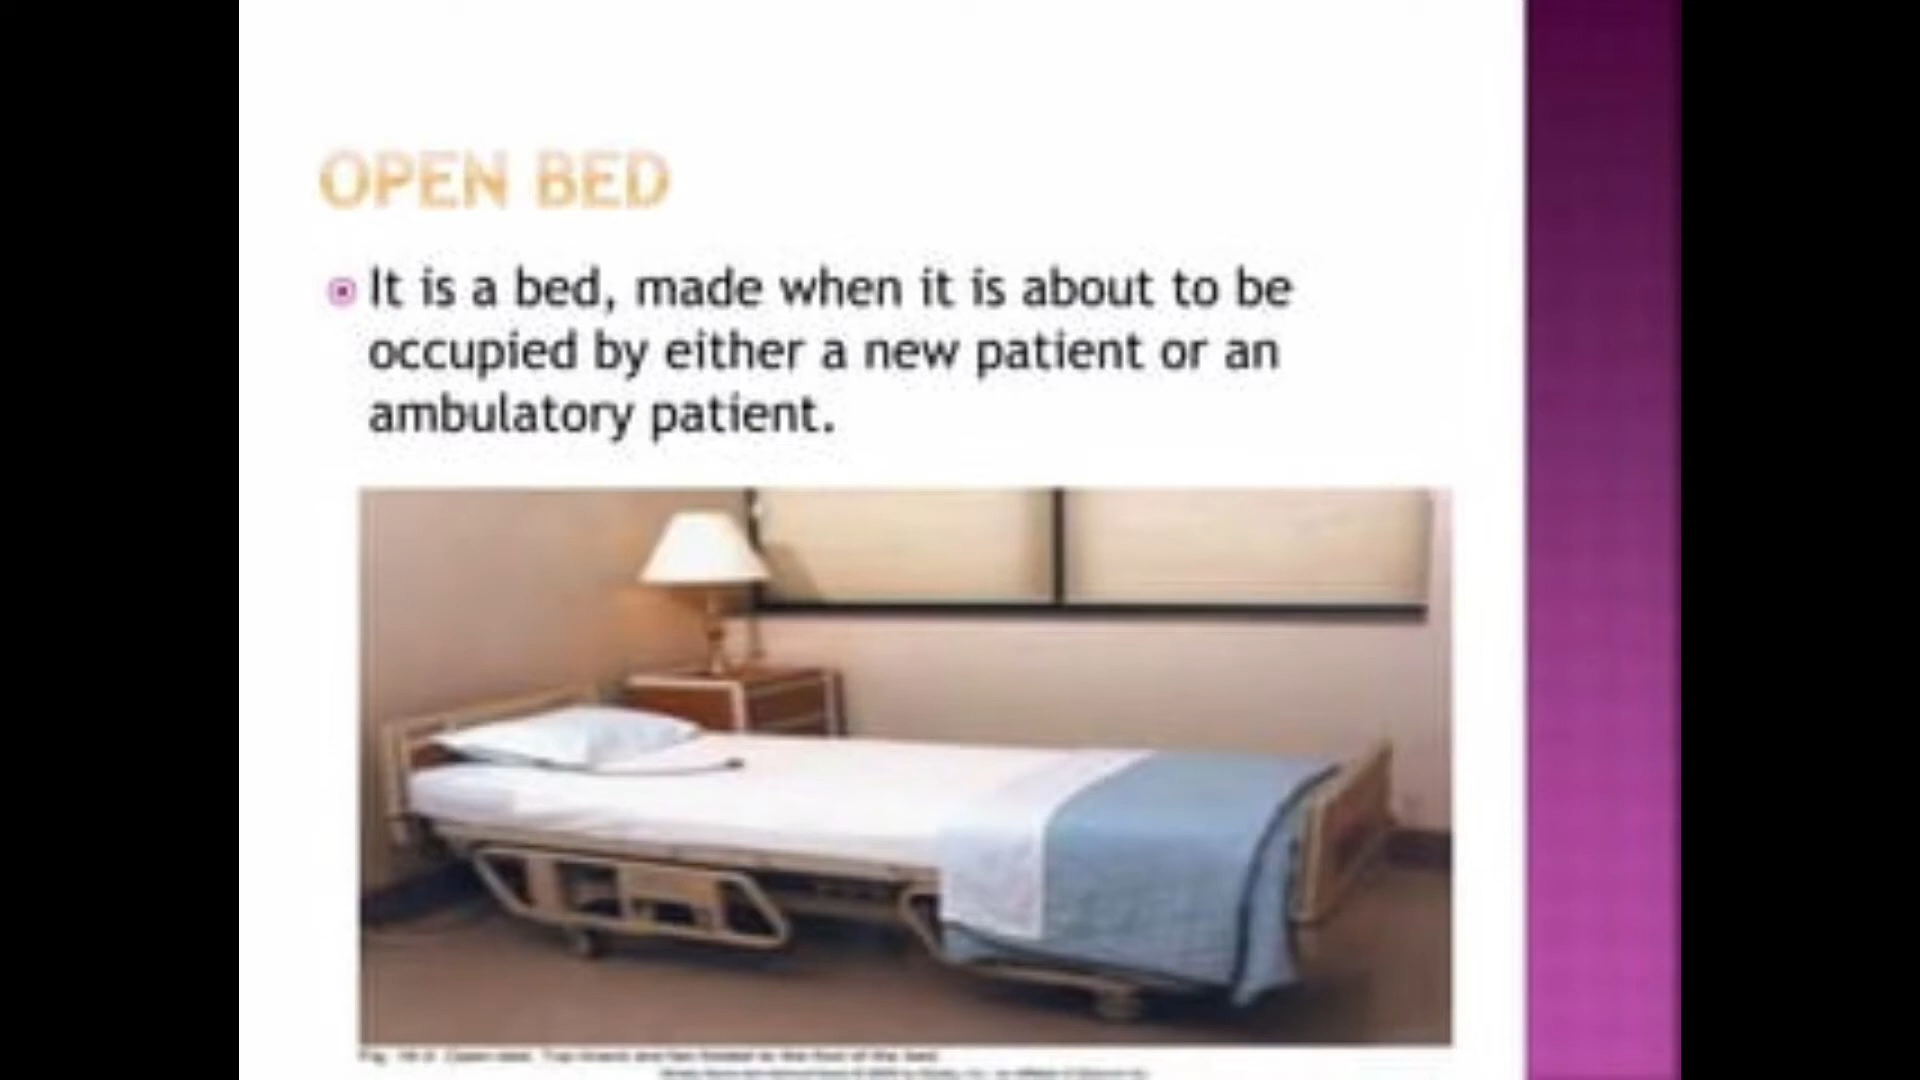 OPEN BED
It is a bed, made when it is about to be
occupied by either a new patient or an
ambulatory patient.